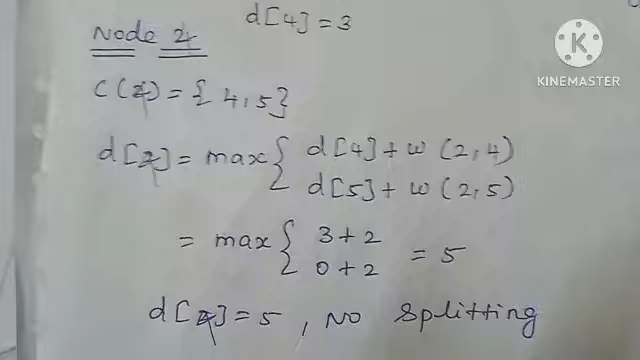 d[4] = 3
Node 2
K
KINEMASTER
C(2) = { 4, 5 }
d[2] = max { d[4] + w (2, 4)
d[5] + w (2, 5)
= max { 3 + 2
0 + 2 = 5
d[2] = 5 , No Splitting